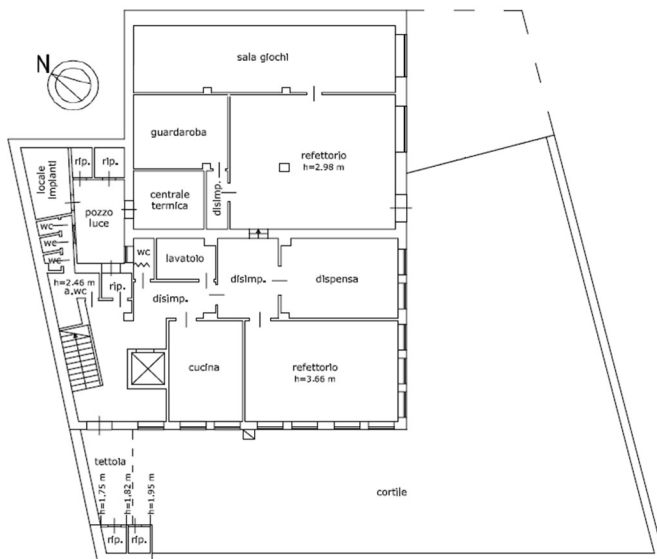 N
sala giochi
guardaroba
refettorio
h=2.98 m
rip.
rip.
locale
impianti
centrale
termica
disimp.
pozzo
luce
wc
wc
wc
wc
lavatoio
h=2.46 m
a.wc
rip.
disimp.
disimp.
dispensa
cucina
refettorio
h=3.66 m
tettoia
h=1.75 m
h=1.82 m
h=1.95 m
cortile
rip.
rip.